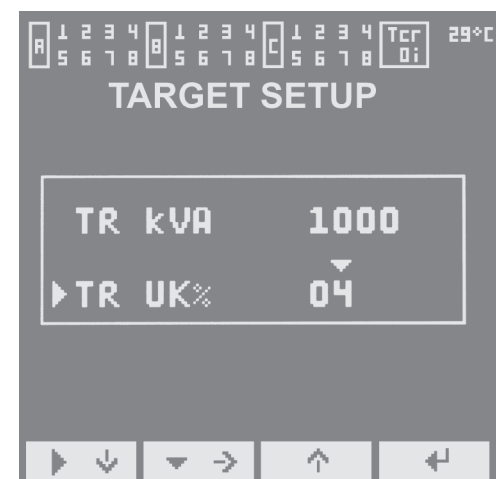 A 1 2 3 4 B 1 2 3 4 C 1 2 3 4 Tcr 29°C
5 6 7 8 5 6 7 8 5 6 7 8 0i
TARGET SETUP
TR kVA 1000
TR UK% 04